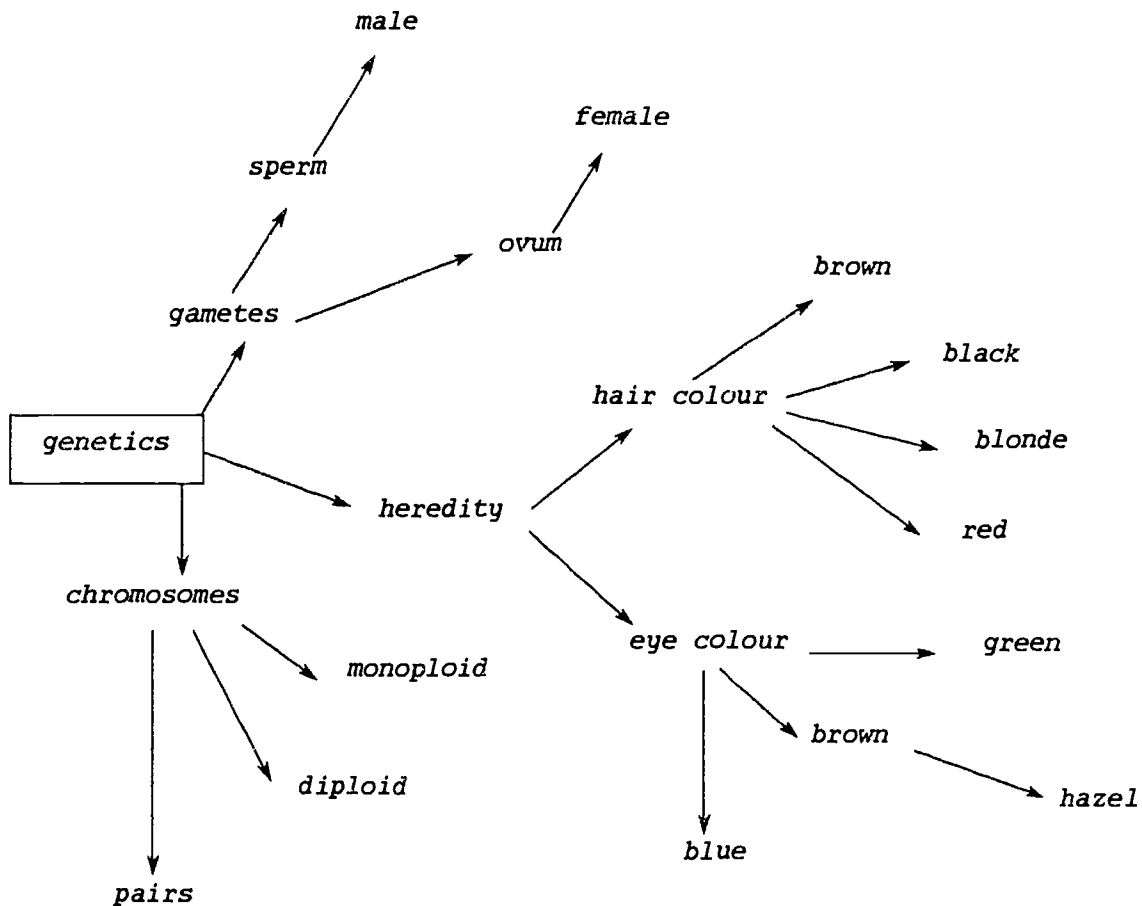 male
female
sperm
ovum
brown
gametes
black
hair colour
genetics
blonde
heredity
red
chromosomes
eye colour
green
monoploid
brown
diploid
hazel
blue
pairs